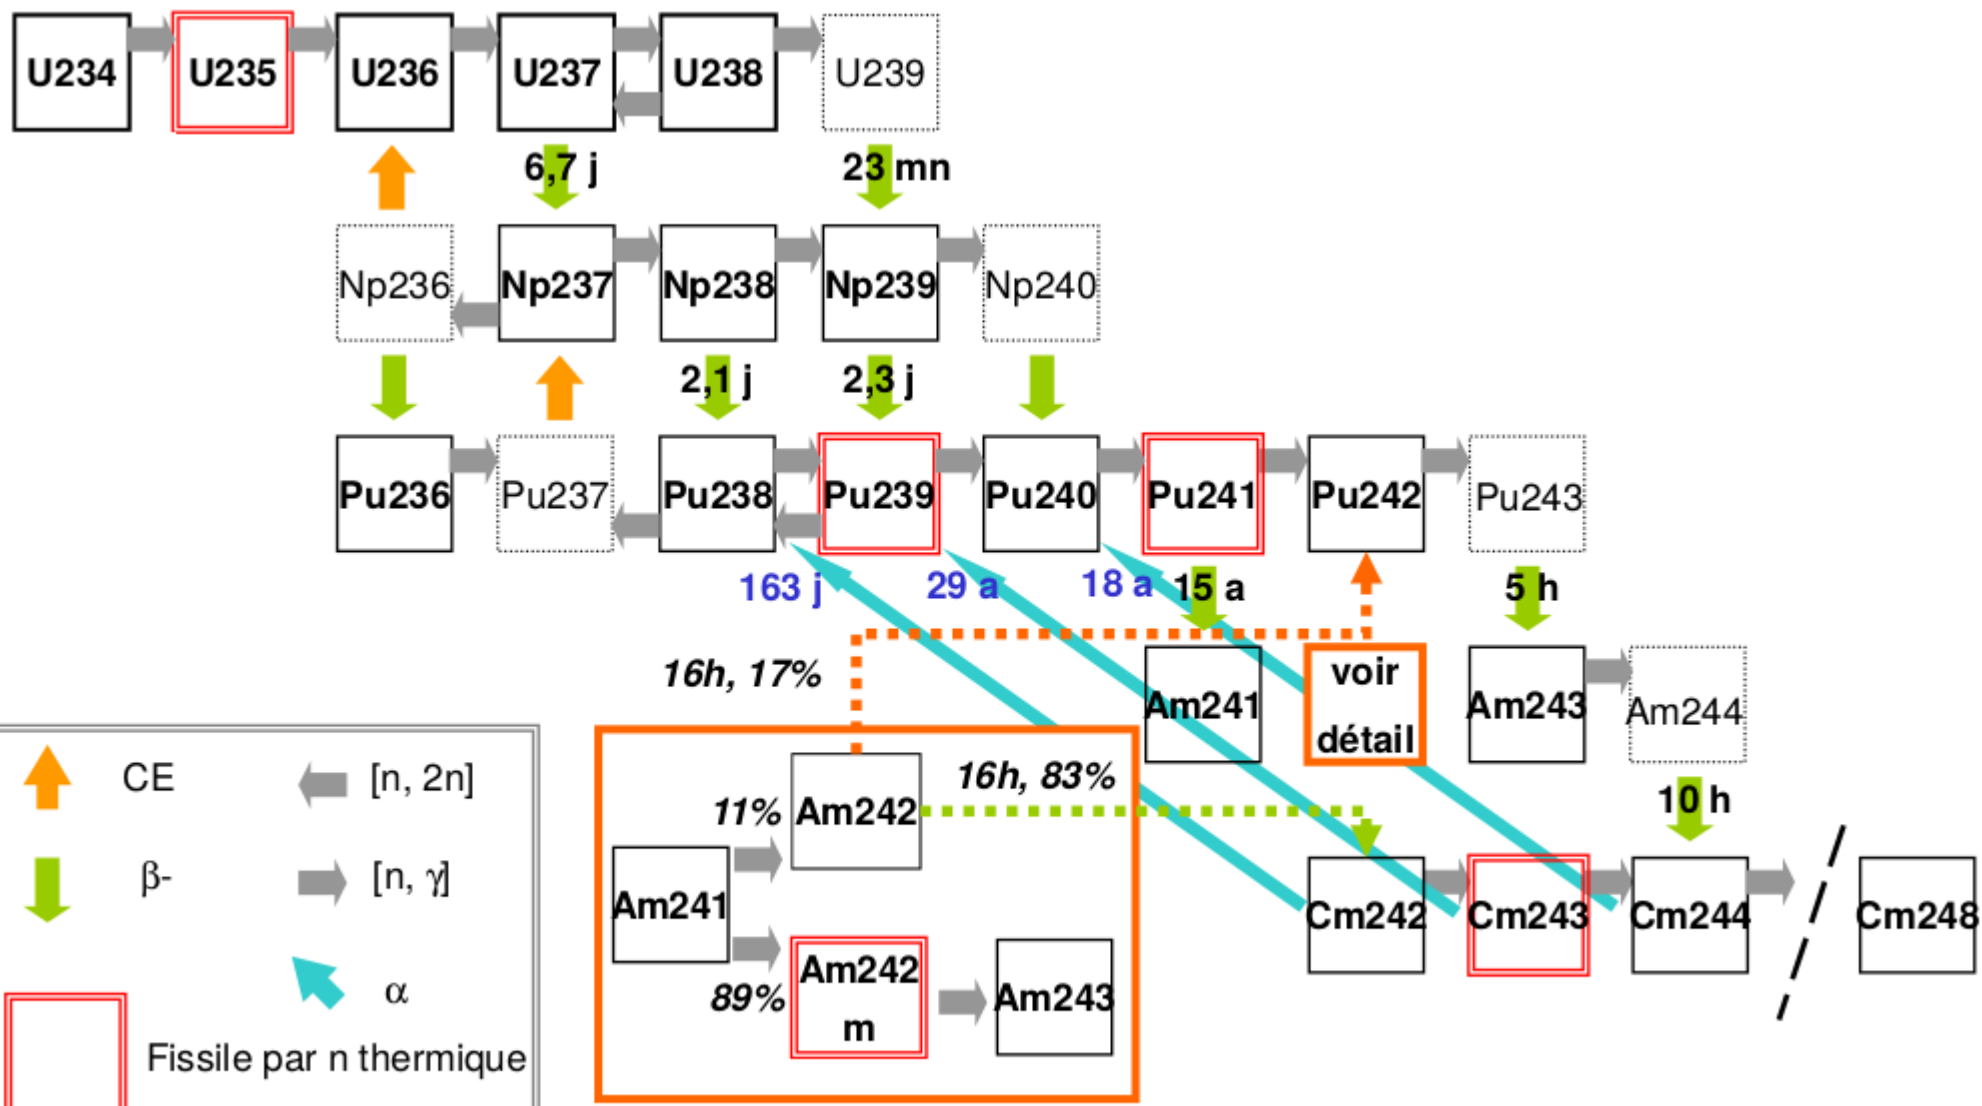 U234 U235 U236 U237 U238 U239
6,7 j 23 mn
Np236 Np237 Np238 Np239 Np240
2,1 j 2,3 j
Pu236 Pu237 Pu238 Pu239 Pu240 Pu241 Pu242 Pu243
163 j 29 a 18 a 15 a 5 h
16h, 17%
Am241
voir
détail
Am243 Am244
10 h
16h, 83%
11% Am242
Am241
89%
Am242
m
Am243
Cm242 Cm243 Cm244 Cm248
CE [n, 2n]
β- [n, γ]
α
Fissile par n thermique